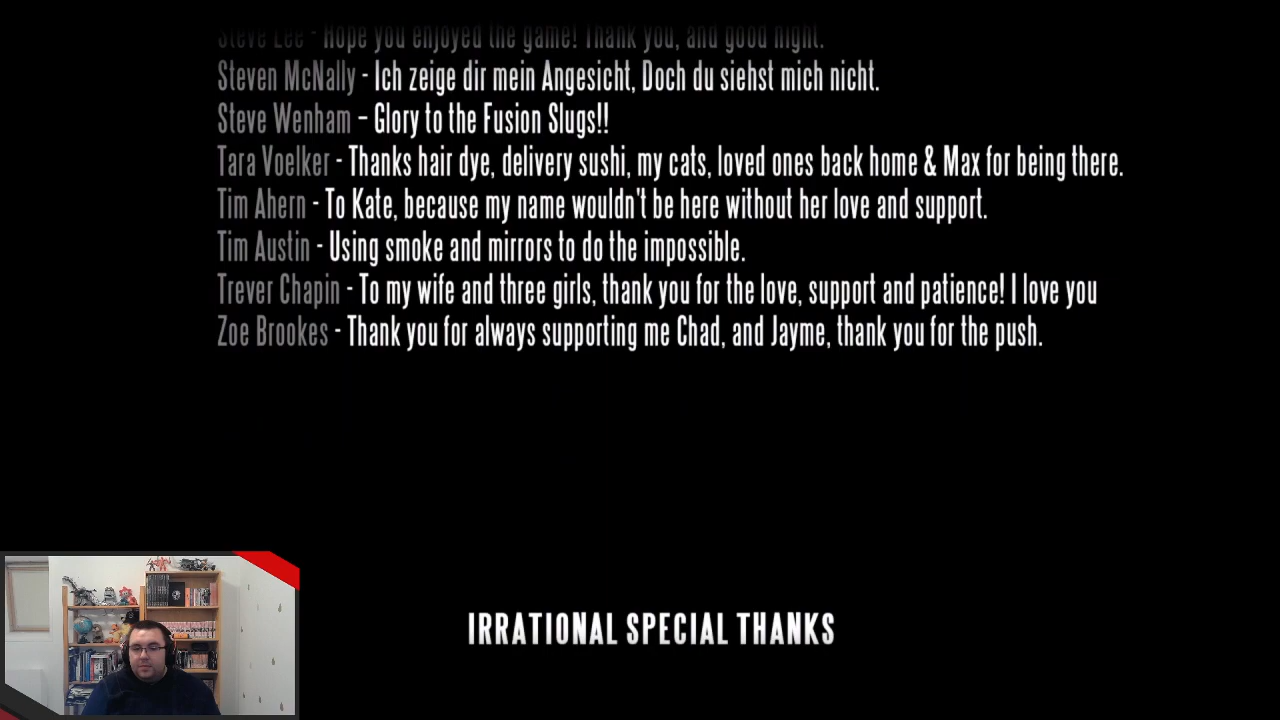 Steve Lee - Hope you enjoyed the game! Thank you, and good night.
Steven McNally - Ich zeige dir mein Angesicht, Doch du siehst mich nicht.
Steve Wenham – Glory to the Fusion Slugs!!
Tara Voelker - Thanks hair dye, delivery sushi, my cats, loved ones back home & Max for being there.
Tim Ahern - To Kate, because my name wouldn't be here without her love and support.
Tim Austin - Using smoke and mirrors to do the impossible.
Trever Chapin - To my wife and three girls, thank you for the love, support and patience! I love you
Zoe Brookes - Thank you for always supporting me Chad, and Jayme, thank you for the push.
IRRATIONAL SPECIAL THANKS